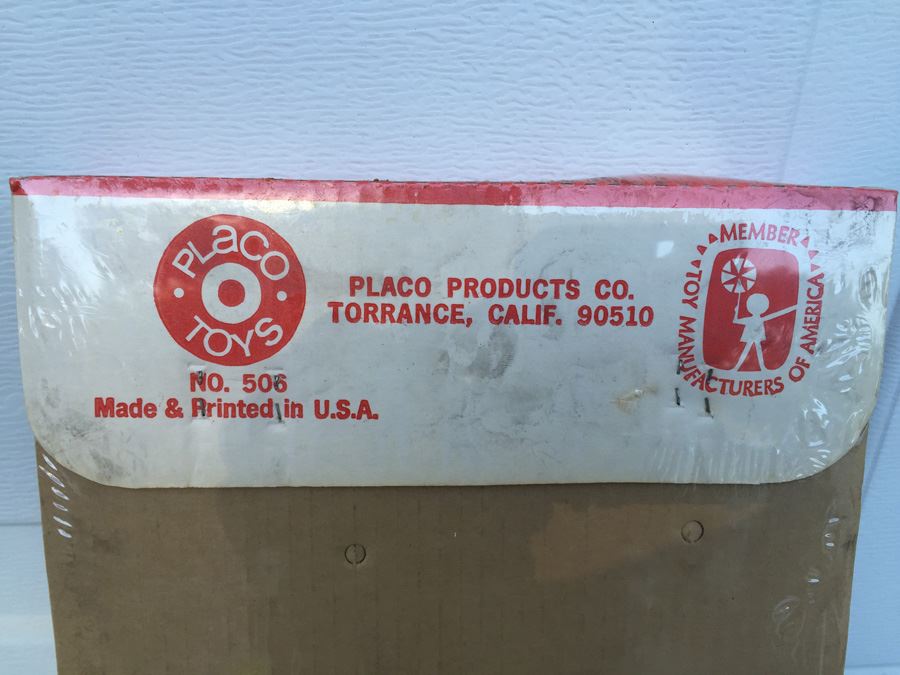 PLaCO
TOYS
NO. 506
Made & Printed in U.S.A.
PLACO PRODUCTS CO.
TORRANCE, CALIF. 90510
MEMBER
TOY MANUFACTURERS OF AMERICA